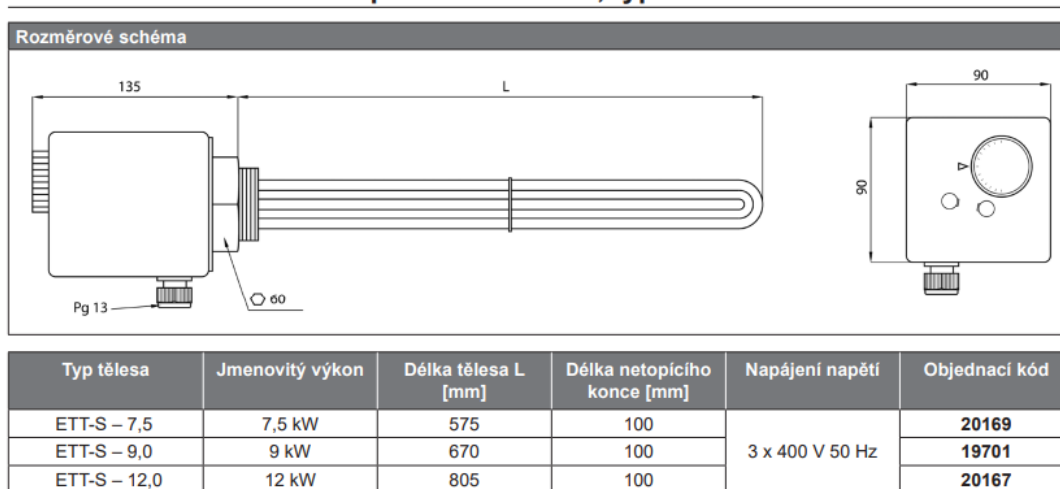 Rozměrové schéma
135
L
90
90
Pg 13
60
Typ tělesa Jmenovitý výkon Délka tělesa L [mm] Délka netopícího konce [mm] Napájení napětí Objednací kód
ETT-S – 7,5 7,5 kW 575 100 3 x 400 V 50 Hz 20169
ETT-S – 9,0 9 kW 670 100 19701
ETT-S – 12,0 12 kW 805 100 20167